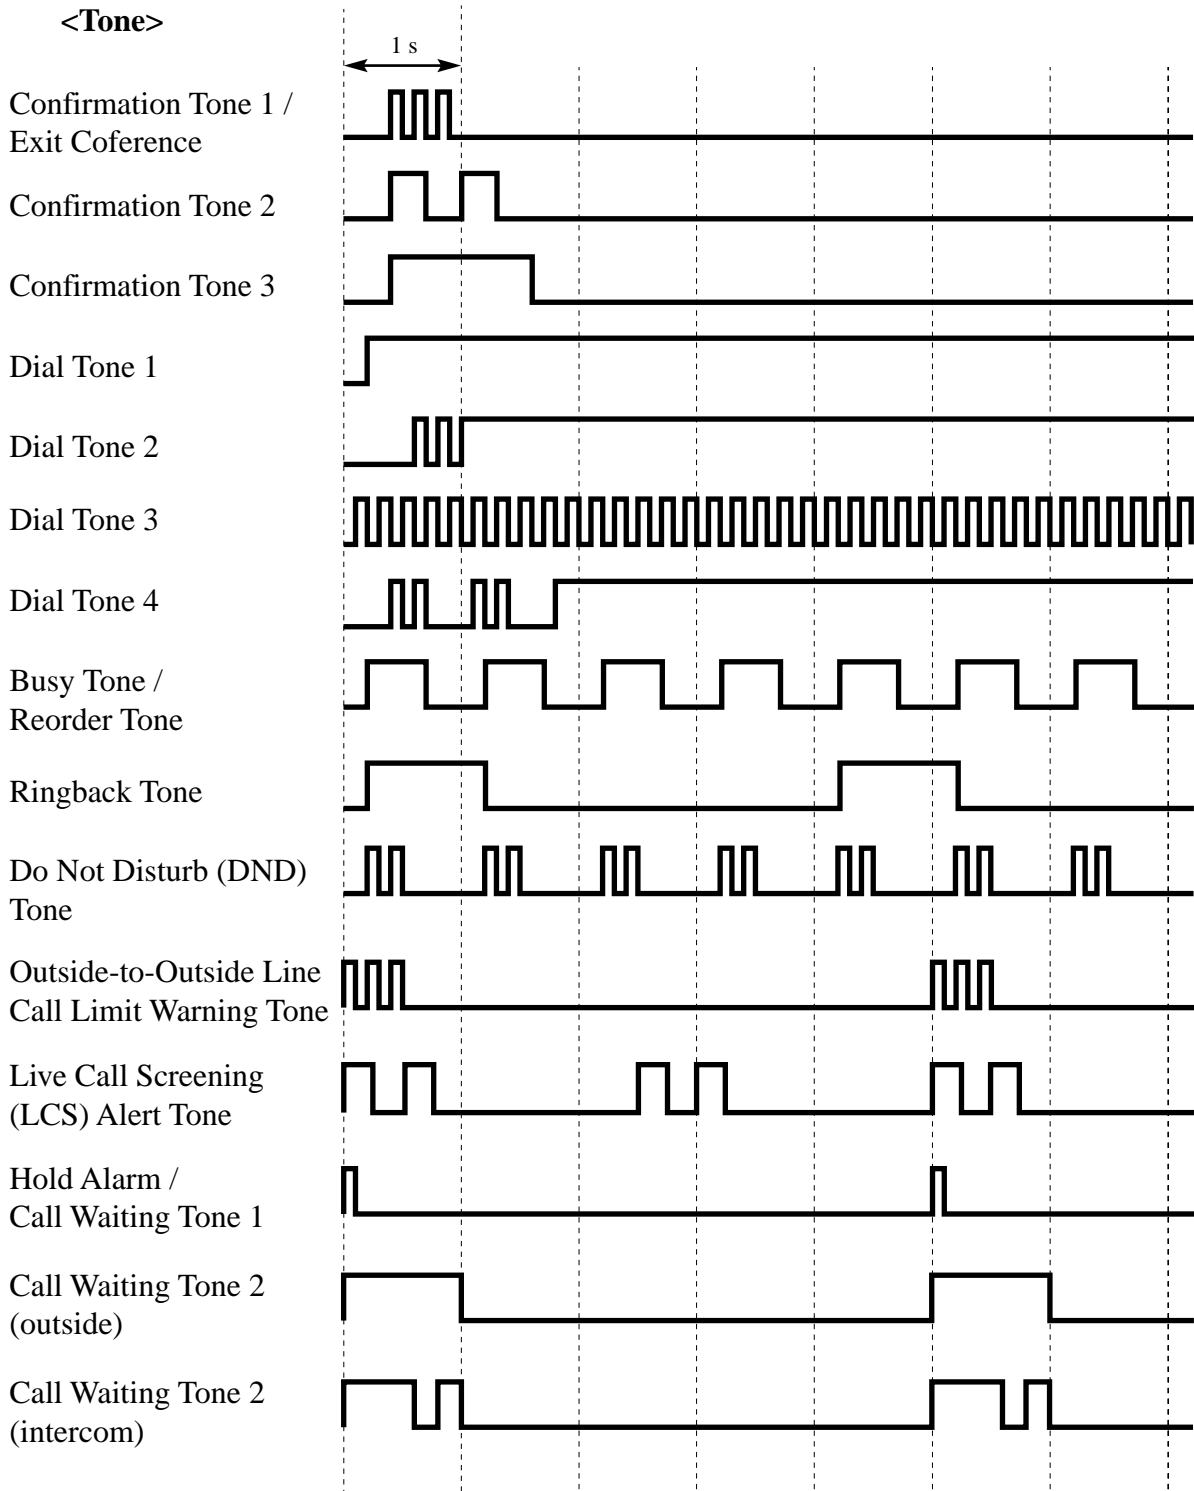 <Tone>
1 s
Confirmation Tone 1 /
Exit Coference
Confirmation Tone 2
Confirmation Tone 3
Dial Tone 1
Dial Tone 2
Dial Tone 3
Dial Tone 4
Busy Tone /
Reorder Tone
Ringback Tone
Do Not Disturb (DND)
Tone
Outside-to-Outside Line
Call Limit Warning Tone
Live Call Screening
(LCS) Alert Tone
Hold Alarm /
Call Waiting Tone 1
Call Waiting Tone 2
(outside)
Call Waiting Tone 2
(intercom)